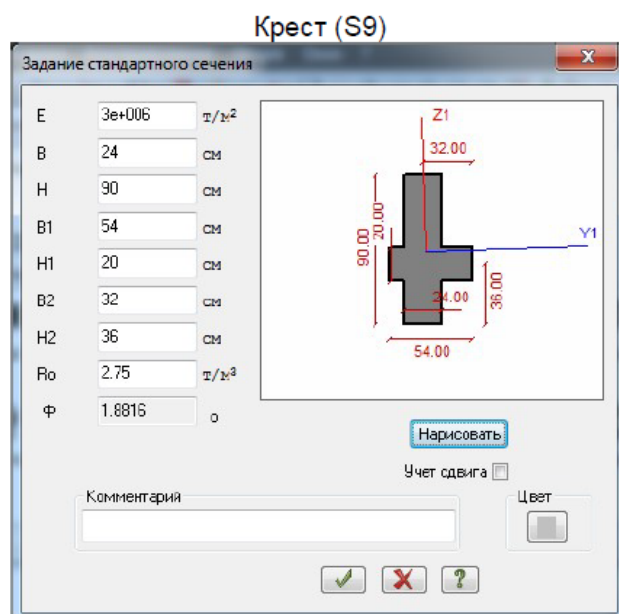 Крест (S9)
Задание стандартного сечения
E 3e+006 т/м²
B 24 см
H 90 см
B1 54 см
H1 20 см
B2 32 см
H2 36 см
Ro 2.75 т/м³
Ф 1.8816 о
Z1
32.00
Y1
90.00
20.00
24.00
36.00
54.00
Нарисовать
Учет сдвига
Комментарий
Цвет